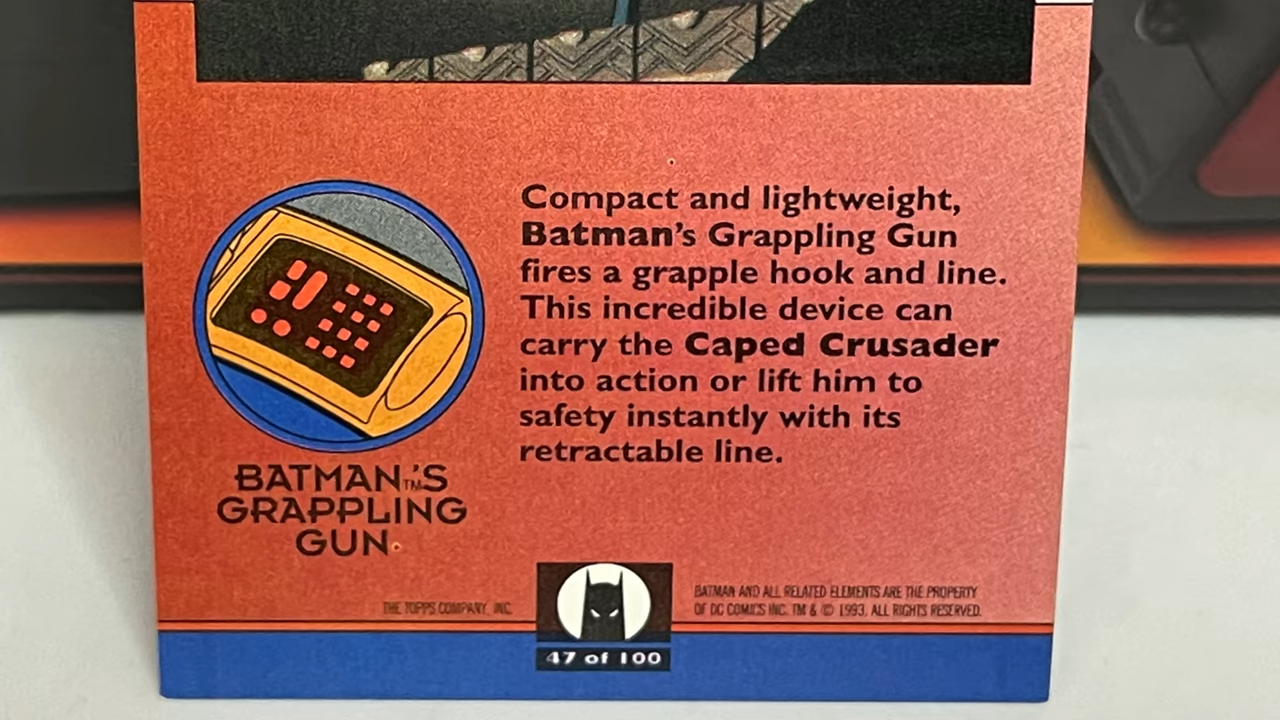 Compact and lightweight,
Batman's Grappling Gun
fires a grapple hook and line.
This incredible device can
carry the Caped Crusader
into action or lift him to
safety instantly with its
retractable line.
BATMAN™'S
GRAPPLING
GUN
THE TOPPS COMPANY, INC.
BATMAN AND ALL RELATED ELEMENTS ARE THE PROPERTY
OF DC COMICS INC. TM & © 1993. ALL RIGHTS RESERVED.
47 of 100